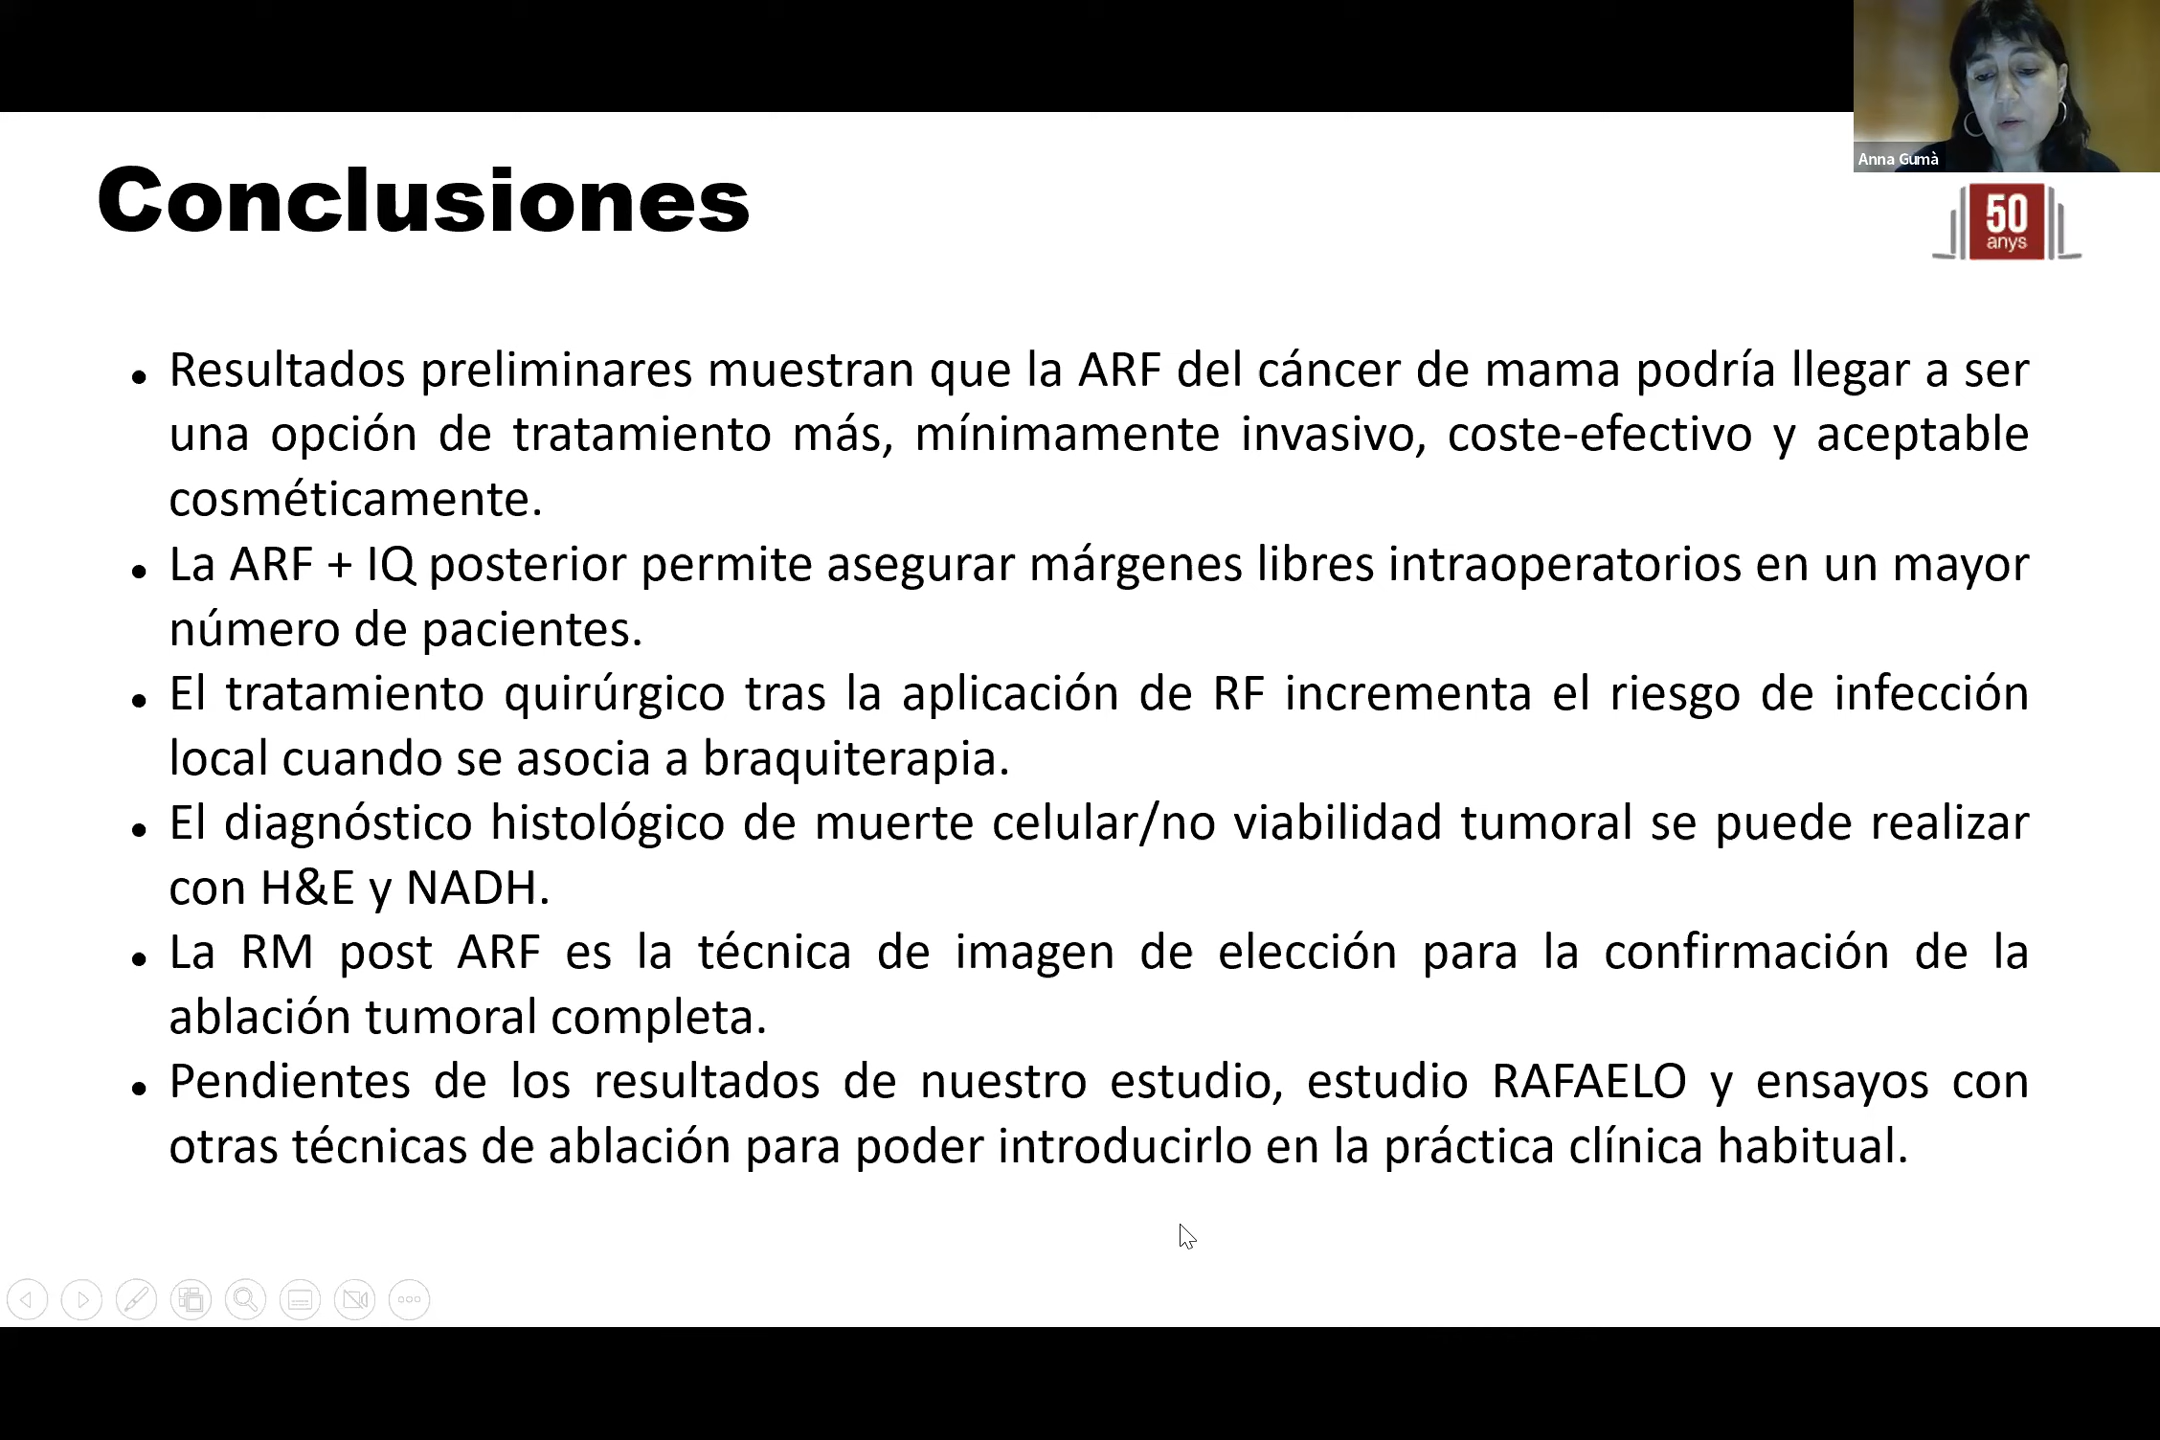 Anna Gumà
50
anys
Conclusiones
• Resultados preliminares muestran que la ARF del cáncer de mama podría llegar a ser
una opción de tratamiento más, mínimamente invasivo, coste-efectivo y aceptable
cosméticamente.
• La ARF + IQ posterior permite asegurar márgenes libres intraoperatorios en un mayor
número de pacientes.
• El tratamiento quirúrgico tras la aplicación de RF incrementa el riesgo de infección
local cuando se asocia a braquiterapia.
• El diagnóstico histológico de muerte celular/no viabilidad tumoral se puede realizar
con H&E y NADH.
• La RM post ARF es la técnica de imagen de elección para la confirmación de la
ablación tumoral completa.
• Pendientes de los resultados de nuestro estudio, estudio RAFAELO y ensayos con
otras técnicas de ablación para poder introducirlo en la práctica clínica habitual.